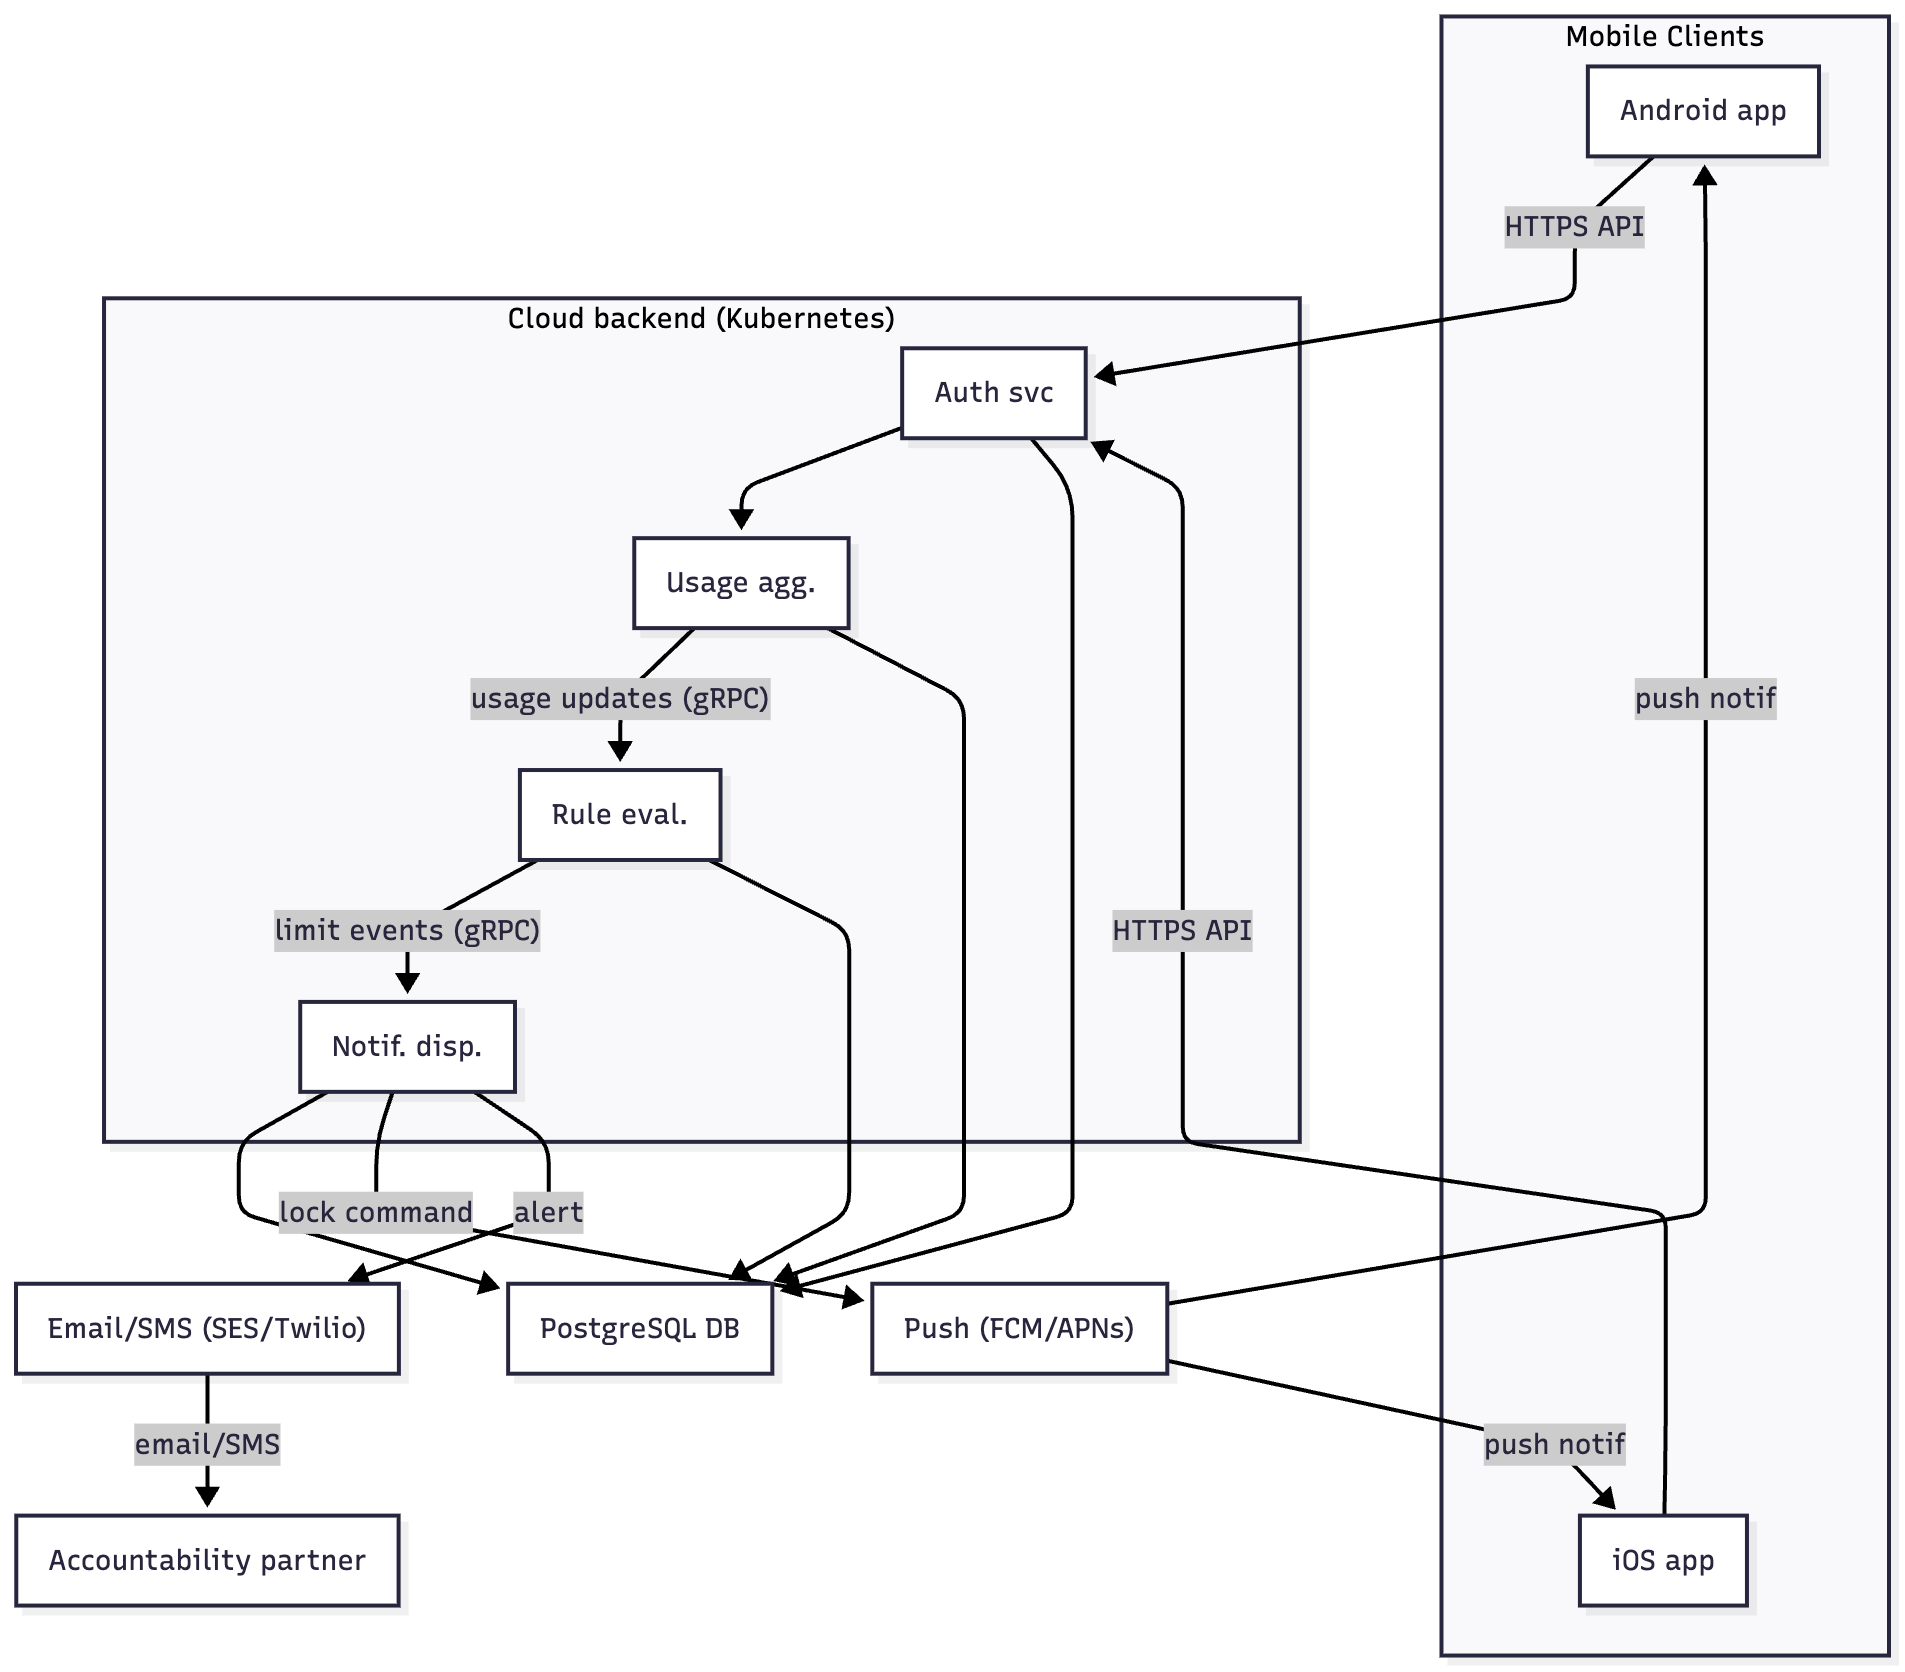 Mobile Clients
Android app
HTTPS API
Cloud backend (Kubernetes)
Auth svc
Usage agg.
usage updates (gRPC)
push notif
Rule eval.
limit events (gRPC)
HTTPS API
Notif. disp.
lock command
alert
Email/SMS (SES/Twilio)
PostgreSQL DB
Push (FCM/APNs)
email/SMS
push notif
Accountability partner
iOS app